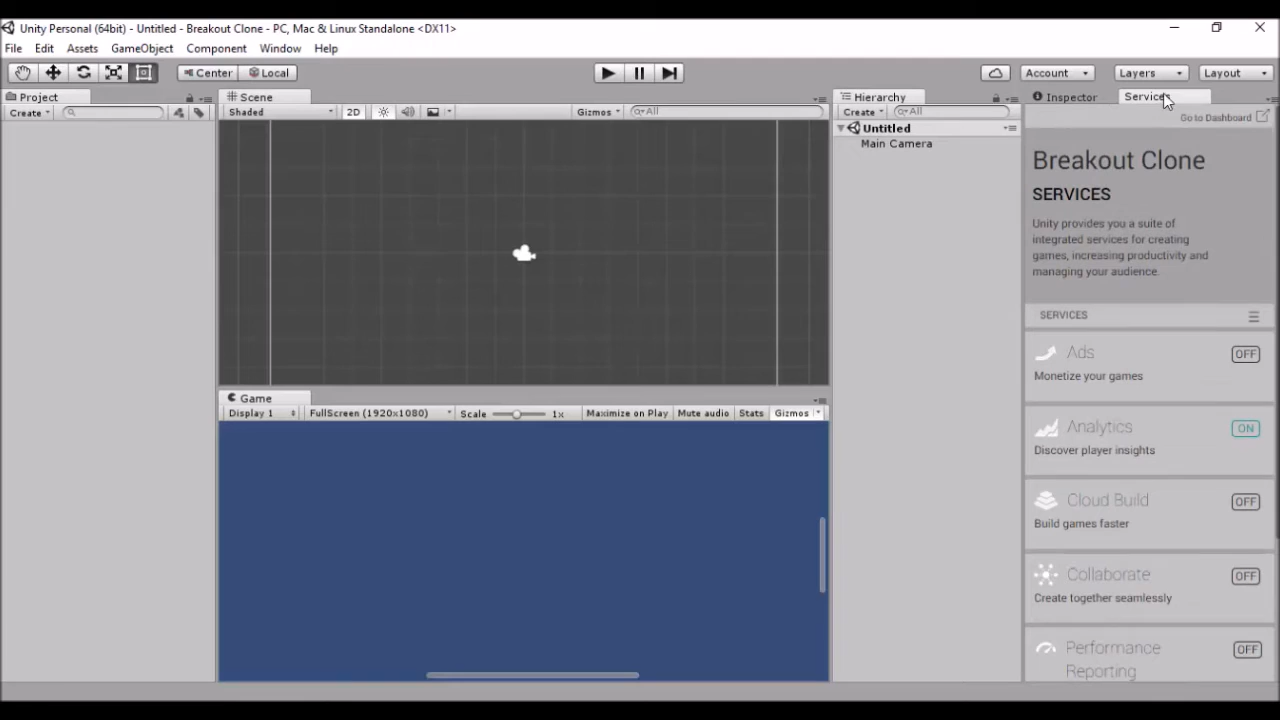 Unity Personal (64bit) - Untitled - Breakout Clone - PC, Mac & Linux Standalone <DX11>
File Edit Assets GameObject Component Window Help
Center Local Account Layers Layout
Project Scene Hierarchy Inspector Services
Create Shaded 2D Gizmos All Create All
Go to Dashboard
Untitled
Main Camera
Breakout Clone
SERVICES
Unity provides you a suite of
integrated services for creating
games, increasing productivity and
managing your audience.
SERVICES
Ads OFF
Monetize your games
Game
Display 1 FullScreen (1920x1080) Scale 1x Maximize on Play Mute audio Stats Gizmos
Analytics ON
Discover player insights
Cloud Build OFF
Build games faster
Collaborate OFF
Create together seamlessly
Performance OFF
Reporting